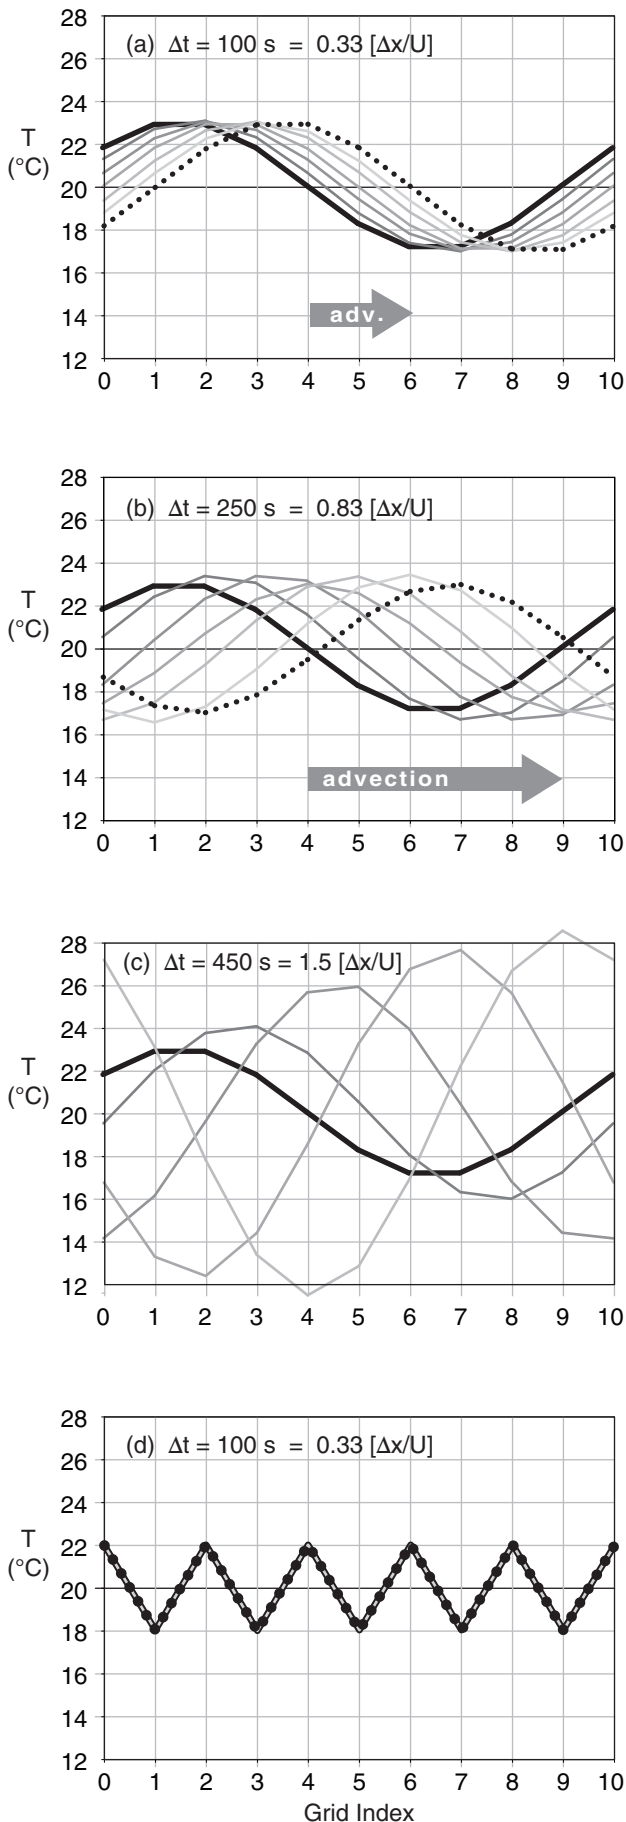 28
(a) Δt = 100 s = 0.33 [Δx/U]
26
24
T
22
(°C)
20
18
16
adv.
14
12
0 1 2 3 4 5 6 7 8 9 10
28
(b) Δt = 250 s = 0.83 [Δx/U]
26
24
T
22
(°C)
20
18
16
advection
14
12
0 1 2 3 4 5 6 7 8 9 10
28
(c) Δt = 450 s = 1.5 [Δx/U]
26
24
T
22
(°C)
20
18
16
14
12
0 1 2 3 4 5 6 7 8 9 10
28
(d) Δt = 100 s = 0.33 [Δx/U]
26
24
T
22
(°C)
20
18
16
14
12
0 1 2 3 4 5 6 7 8 9 10
Grid Index